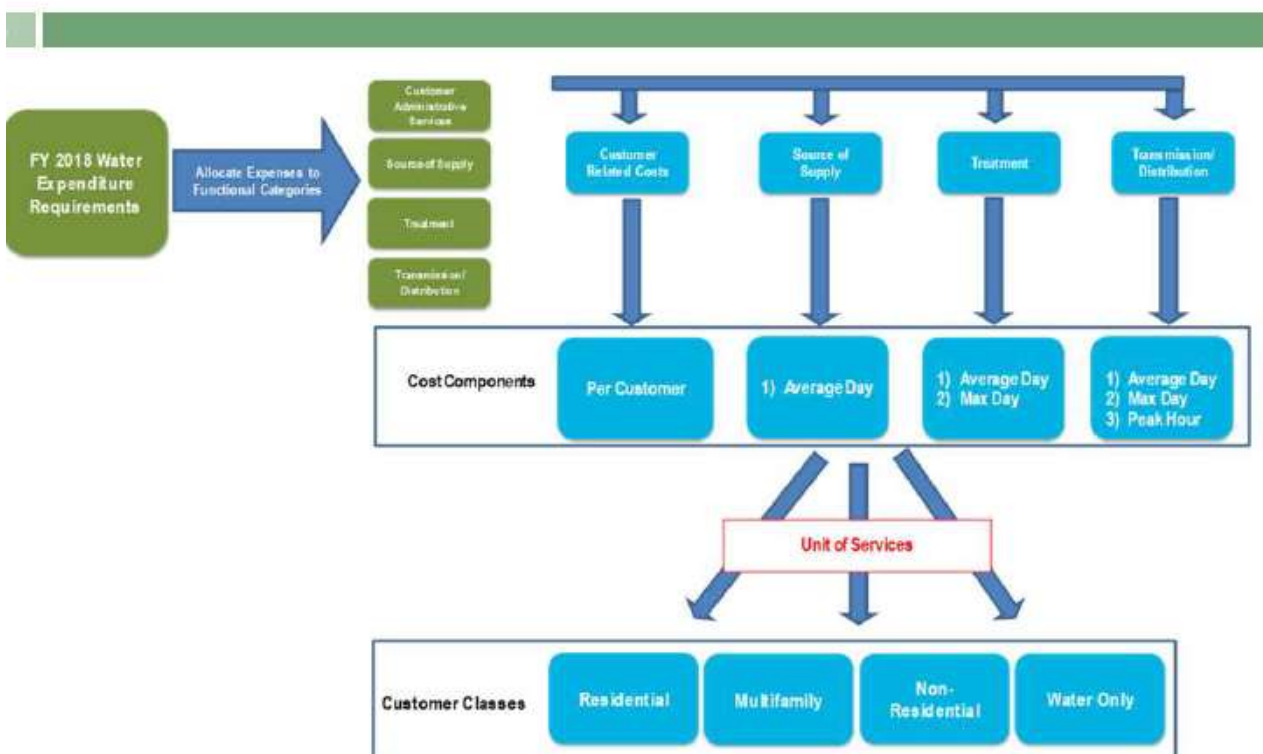 FY 2018 Water
Expenditure
Requirements
Allocate Expenses to
Functional Categories
Customer
Administrative
Services
Source of Supply
Treatment
Transmission/
Distribution
Customer
Related Costs
Source of
Supply
Treatment
Transmission/
Distribution
Cost Components
Per Customer
1) Average Day
1) Average Day
2) Max Day
1) Average Day
2) Max Day
3) Peak Hour
Unit of Services
Customer Classes
Residential
Multifamily
Non-
Residential
Water Only